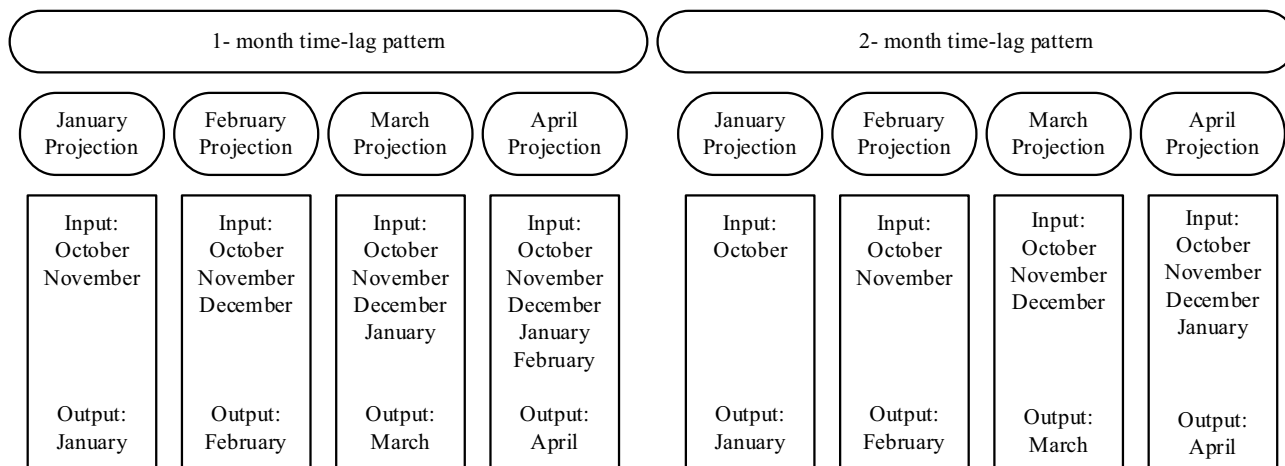 1- month time-lag pattern
2- month time-lag pattern
January
Projection
February
Projection
March
Projection
April
Projection
January
Projection
February
Projection
March
Projection
April
Projection
Input:
October
November
Output:
January
Input:
October
November
December
Output:
February
Input:
October
November
December
January
Output:
March
Input:
October
November
December
January
February
Output:
April
Input:
October
Output:
January
Input:
October
November
Output:
February
Input:
October
November
December
Output:
March
Input:
October
November
December
January
Output:
April